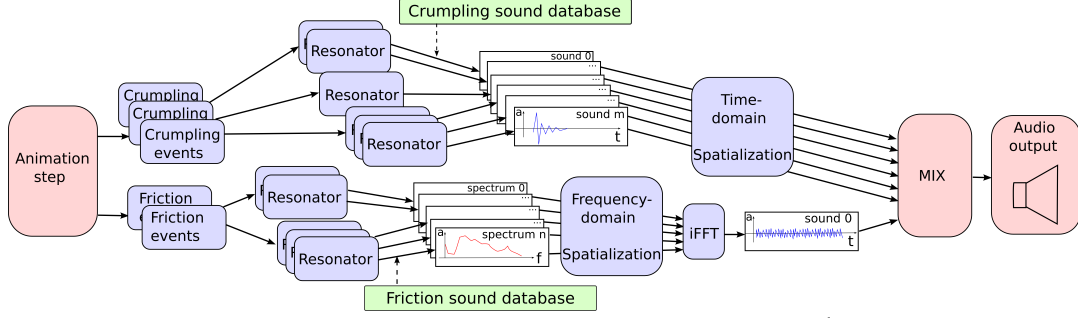 Crumpling sound database
Resonator
sound 0
...
...
...
...
a
sound m
t
Resonator
Resonator
Crumpling
Crumpling
Crumpling
events
Time-
domain
Spatialization
Animation
step
MIX
Audio
output
Friction
Friction
events
Resonator
Resonator
spectrum 0
...
...
...
a
spectrum n
f
Frequency-
domain
Spatialization
iFFT
a
sound 0
t
Friction sound database